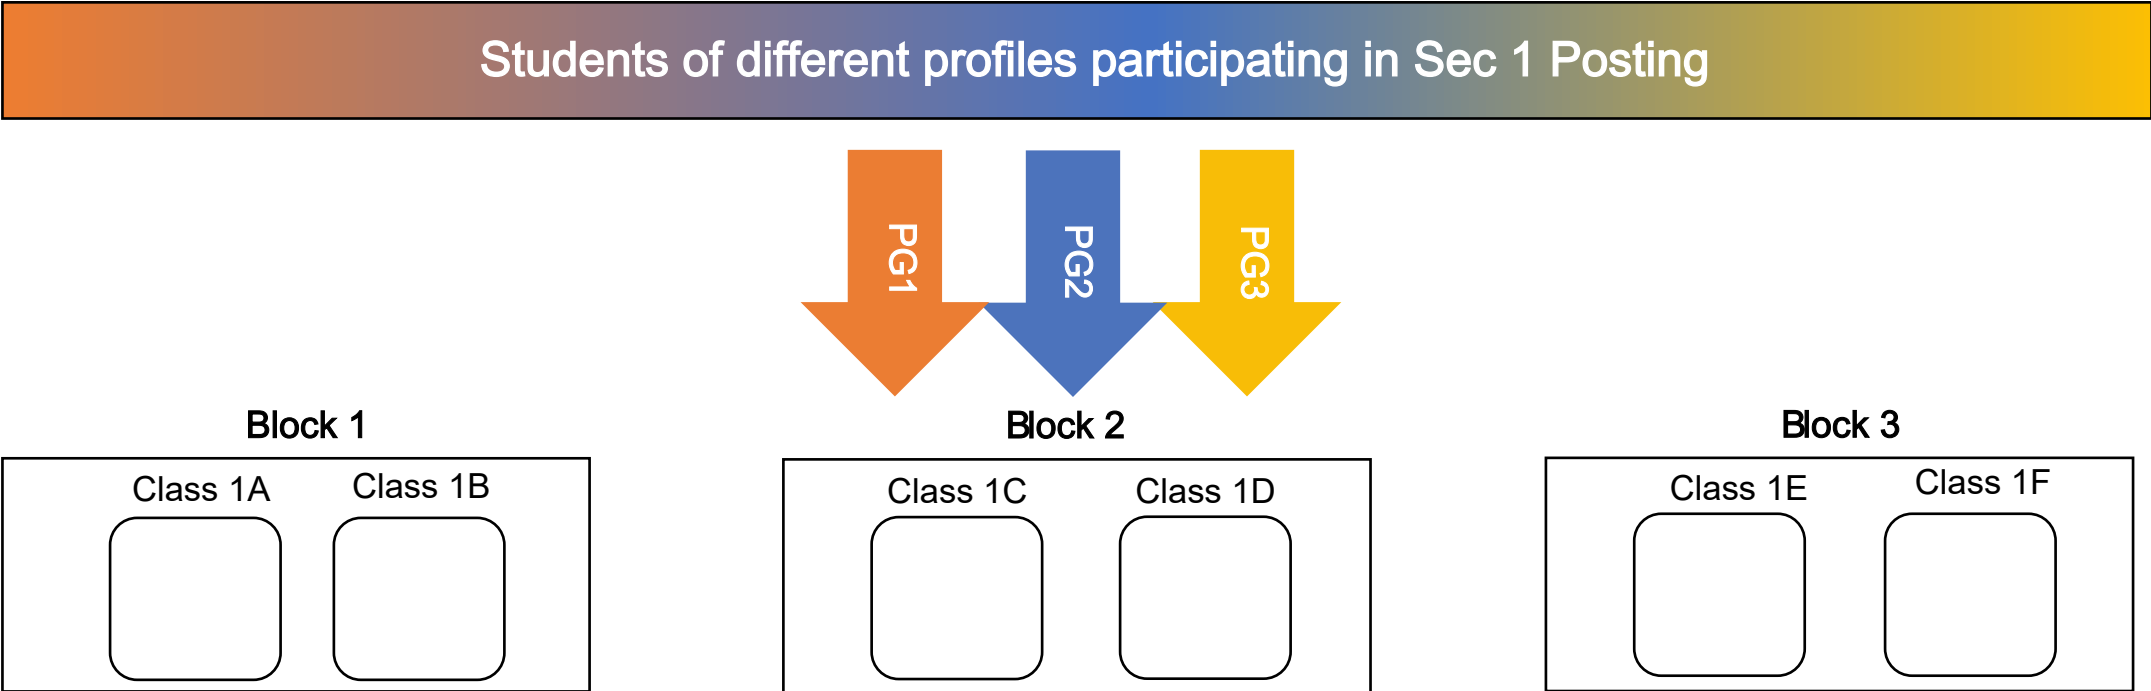 Students of different profiles participating in Sec 1 Posting
PG1
PG2
PG3
Block 1
Block 2
Block 3
Class 1A
Class 1B
Class 1C
Class 1D
Class 1E
Class 1F